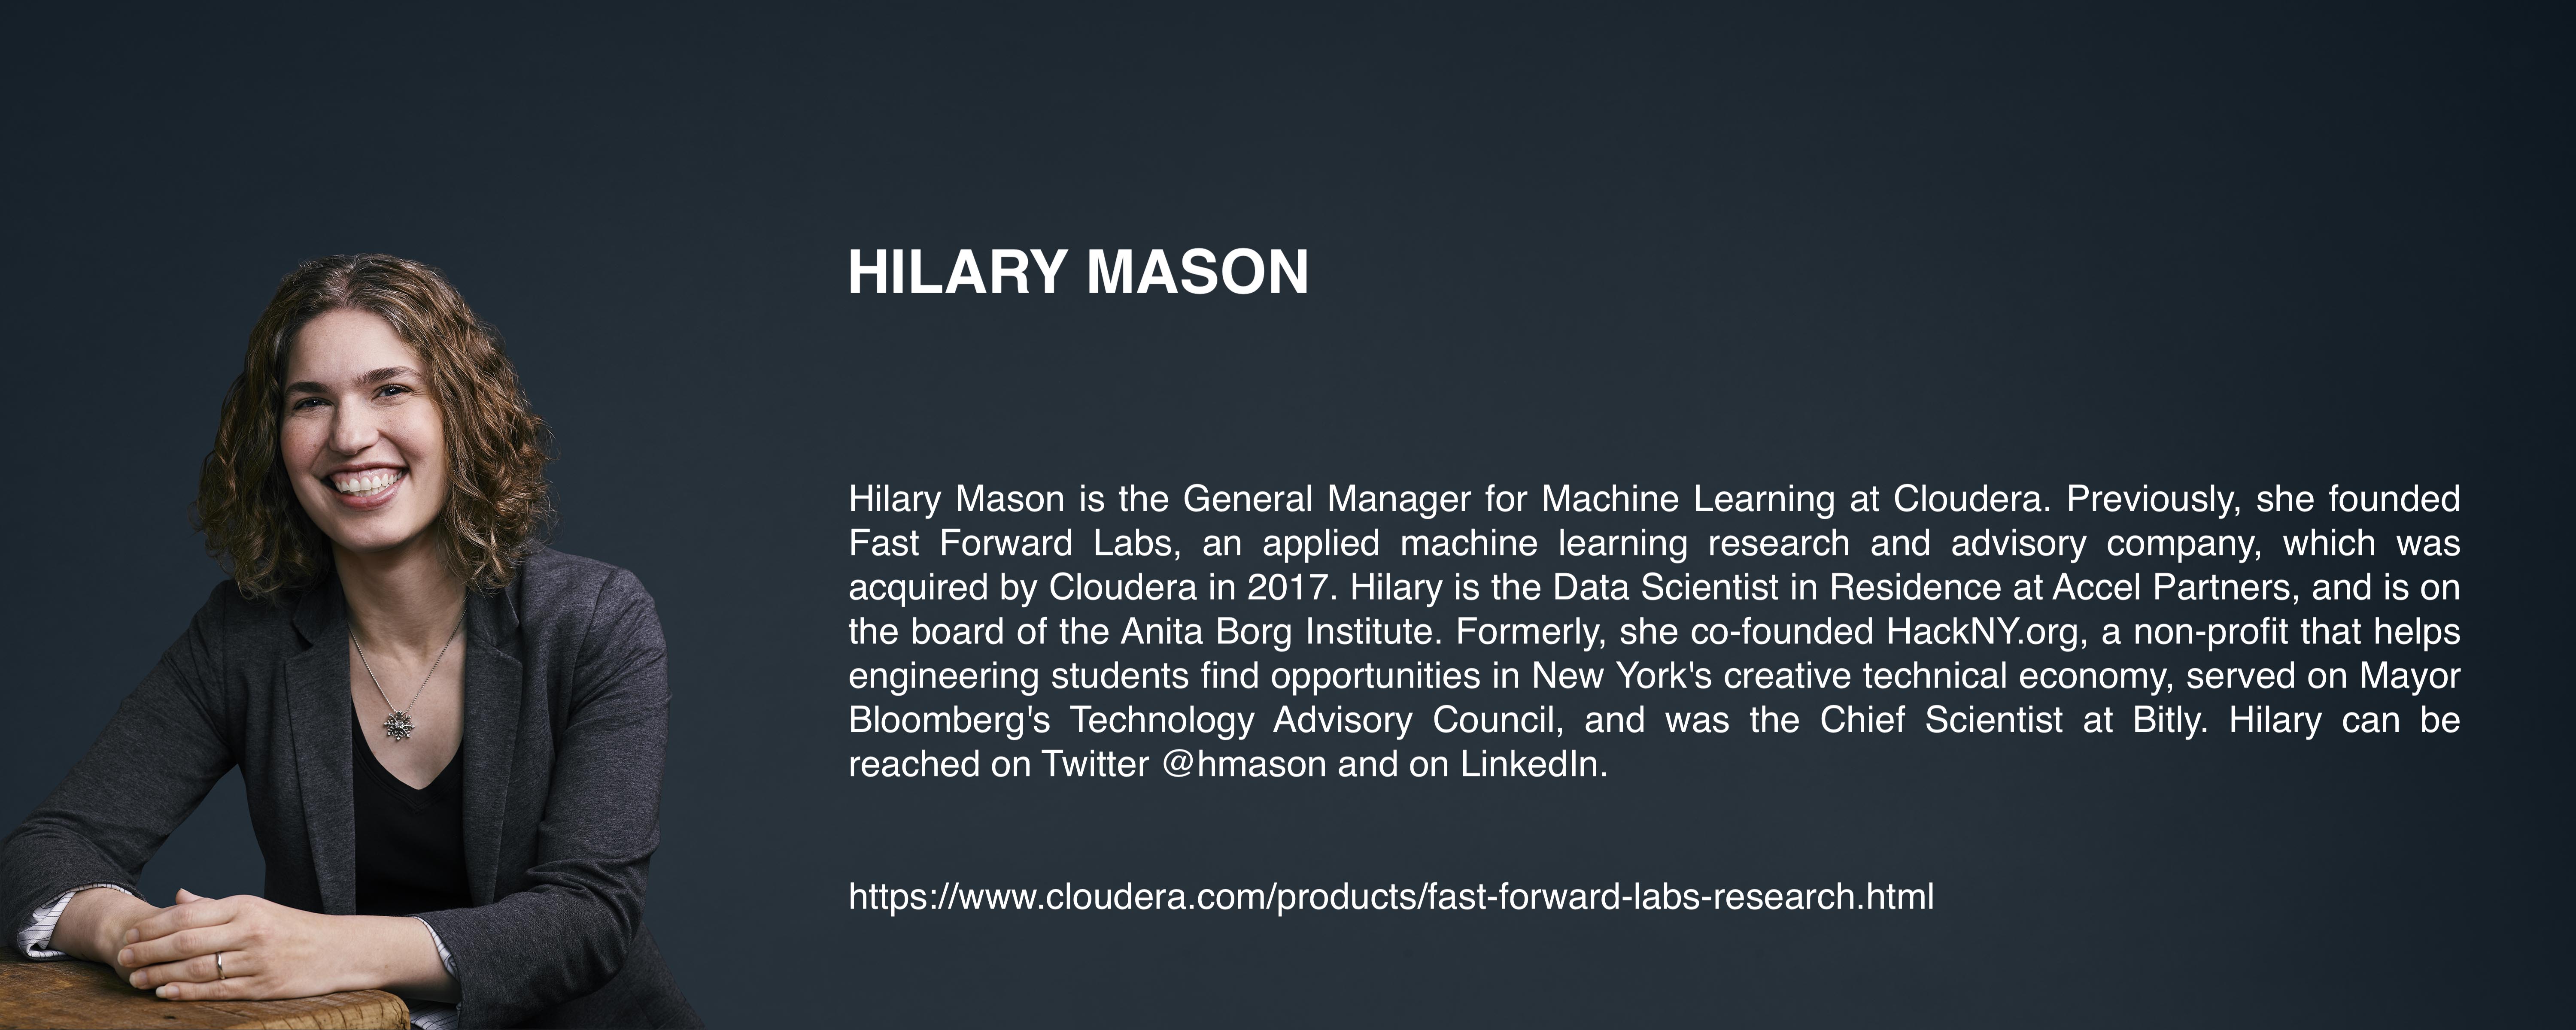 HILARY MASON
Hilary Mason is the General Manager for Machine Learning at Cloudera. Previously, she founded
Fast Forward Labs, an applied machine learning research and advisory company, which was
acquired by Cloudera in 2017. Hilary is the Data Scientist in Residence at Accel Partners, and is on
the board of the Anita Borg Institute. Formerly, she co-founded HackNY.org, a non-profit that helps
engineering students find opportunities in New York's creative technical economy, served on Mayor
Bloomberg's Technology Advisory Council, and was the Chief Scientist at Bitly. Hilary can be
reached on Twitter @hmason and on LinkedIn.
https://www.cloudera.com/products/fast-forward-labs-research.html